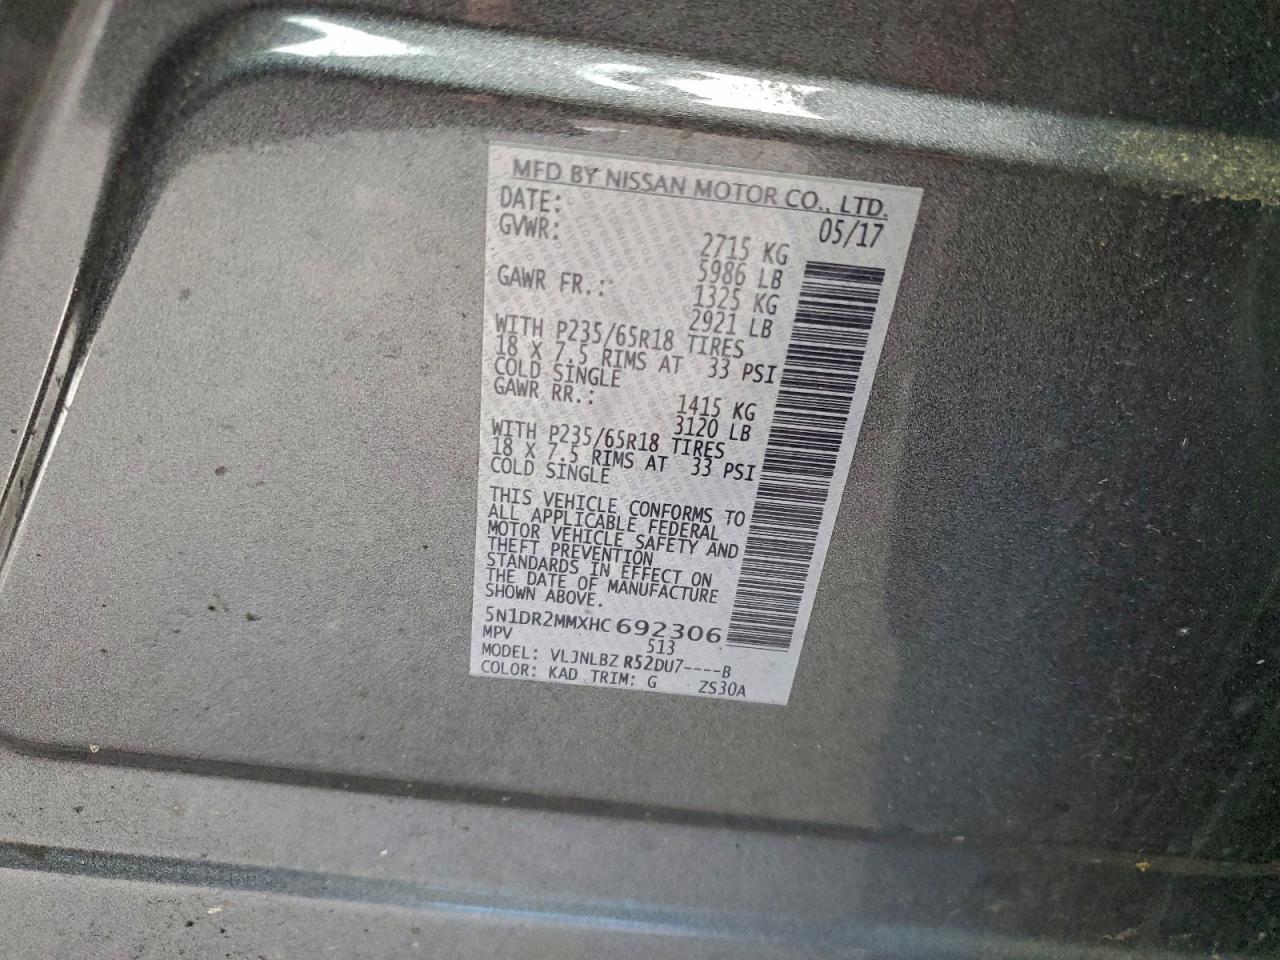 MFD BY NISSAN MOTOR CO., LTD.
DATE: 05/17
GVWR: 2715 KG
5986 LB
GAWR FR.: 1325 KG
2921 LB
WITH P235/65R18 TIRES
18 X 7.5 RIMS AT 33 PSI
COLD SINGLE
GAWR RR.: 1415 KG
3120 LB
WITH P235/65R18 TIRES
18 X 7.5 RIMS AT 33 PSI
COLD SINGLE
THIS VEHICLE CONFORMS TO
ALL APPLICABLE FEDERAL
MOTOR VEHICLE SAFETY AND
THEFT PREVENTION
STANDARDS IN EFFECT ON
THE DATE OF MANUFACTURE
SHOWN ABOVE.
5N1DR2MMXHC692306
MPV 513
MODEL: VLJNLBZ R52DU7----B
COLOR: KAD TRIM: G ZS30A